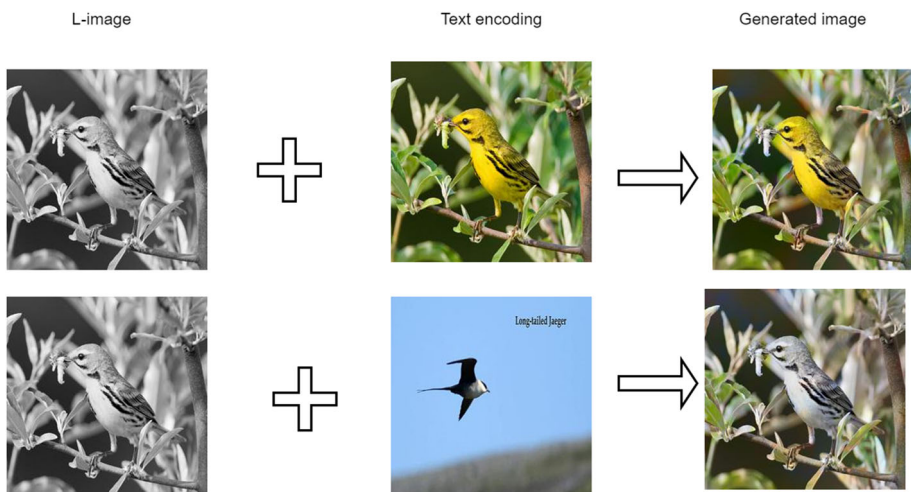 L-image
Text encoding
Generated image
Long-tailed Jaeger